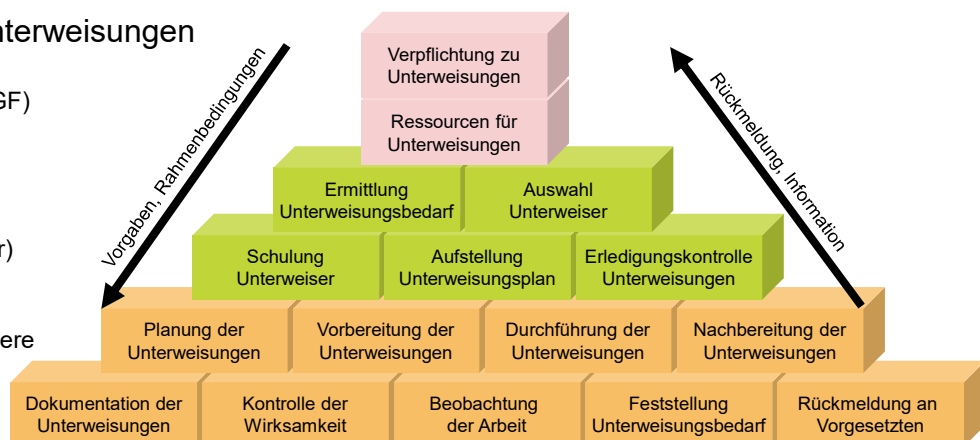 nterweisungen
GF)
r)
ere
Vorgaben, Rahmenbedingungen
Rückmeldung, Information
Verpflichtung zu
Unterweisungen
Ressourcen für
Unterweisungen
Ermittlung
Unterweisungsbedarf
Auswahl
Unterweiser
Schulung
Unterweiser
Aufstellung
Unterweisungsplan
Erledigungskontrolle
Unterweisungen
Planung der
Unterweisungen
Vorbereitung der
Unterweisungen
Durchführung der
Unterweisungen
Nachbereitung der
Unterweisungen
Dokumentation der
Unterweisungen
Kontrolle der
Wirksamkeit
Beobachtung
der Arbeit
Feststellung
Unterweisungsbedarf
Rückmeldung an
Vorgesetzten